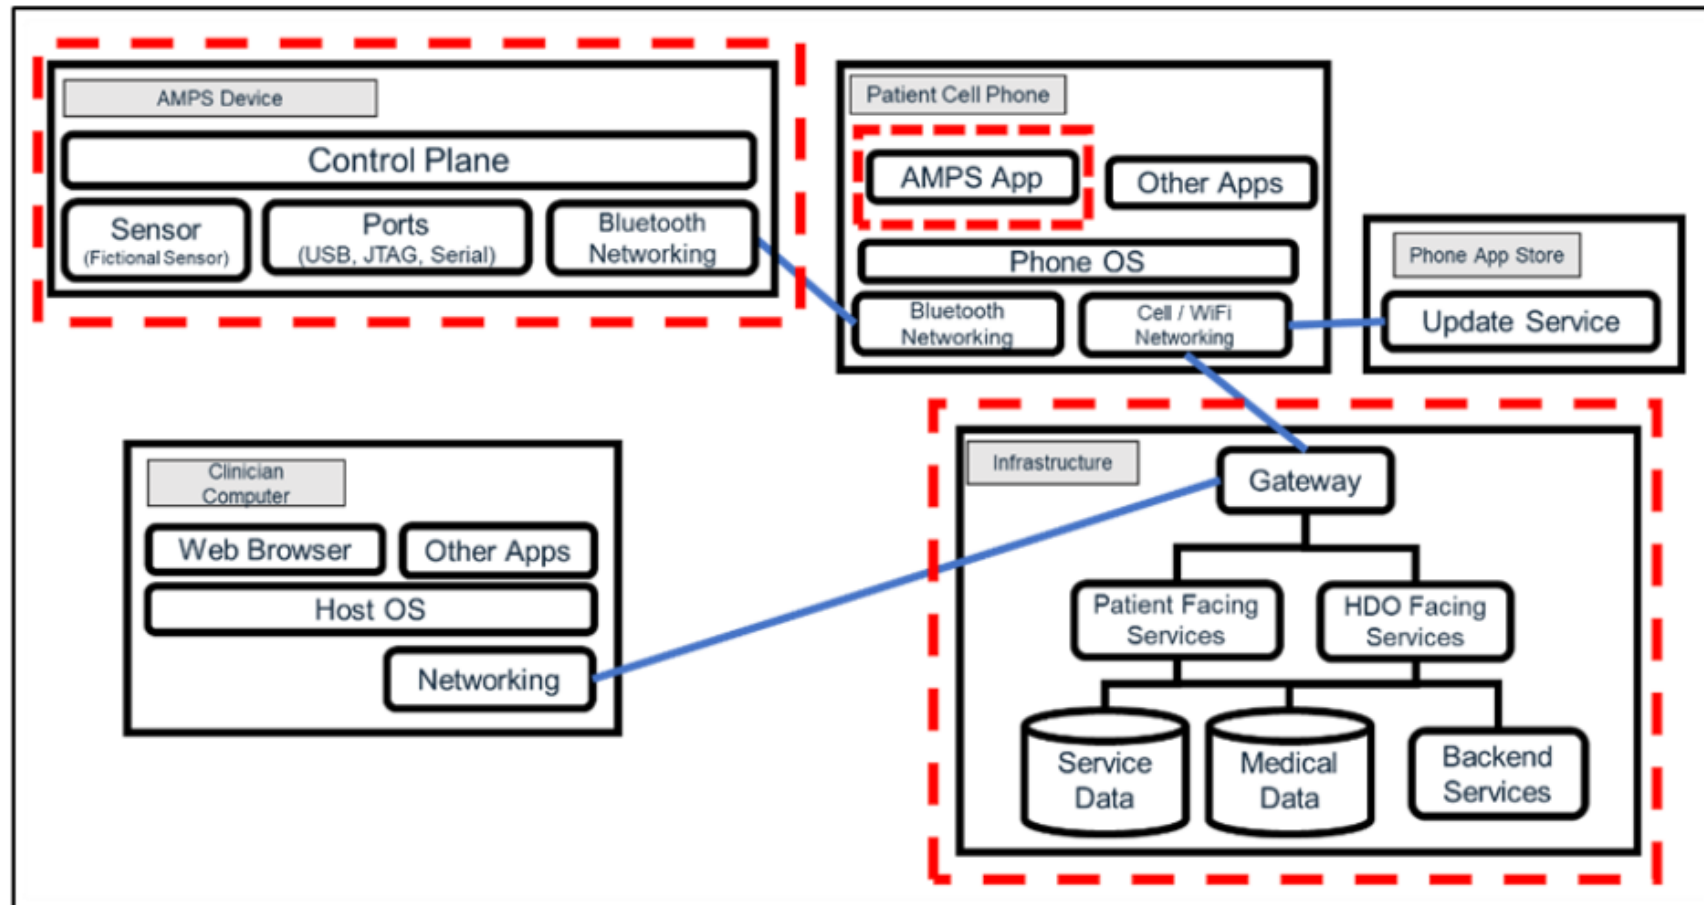 AMPS Device
Control Plane
Sensor
(Fictional Sensor)
Ports
(USB, JTAG, Serial)
Bluetooth
Networking
Patient Cell Phone
AMPS App
Other Apps
Phone OS
Bluetooth
Networking
Cell / WiFi
Networking
Phone App Store
Update Service
Clinician
Computer
Web Browser
Other Apps
Host OS
Networking
Infrastructure
Gateway
Patient Facing
Services
HDO Facing
Services
Service
Data
Medical
Data
Backend
Services